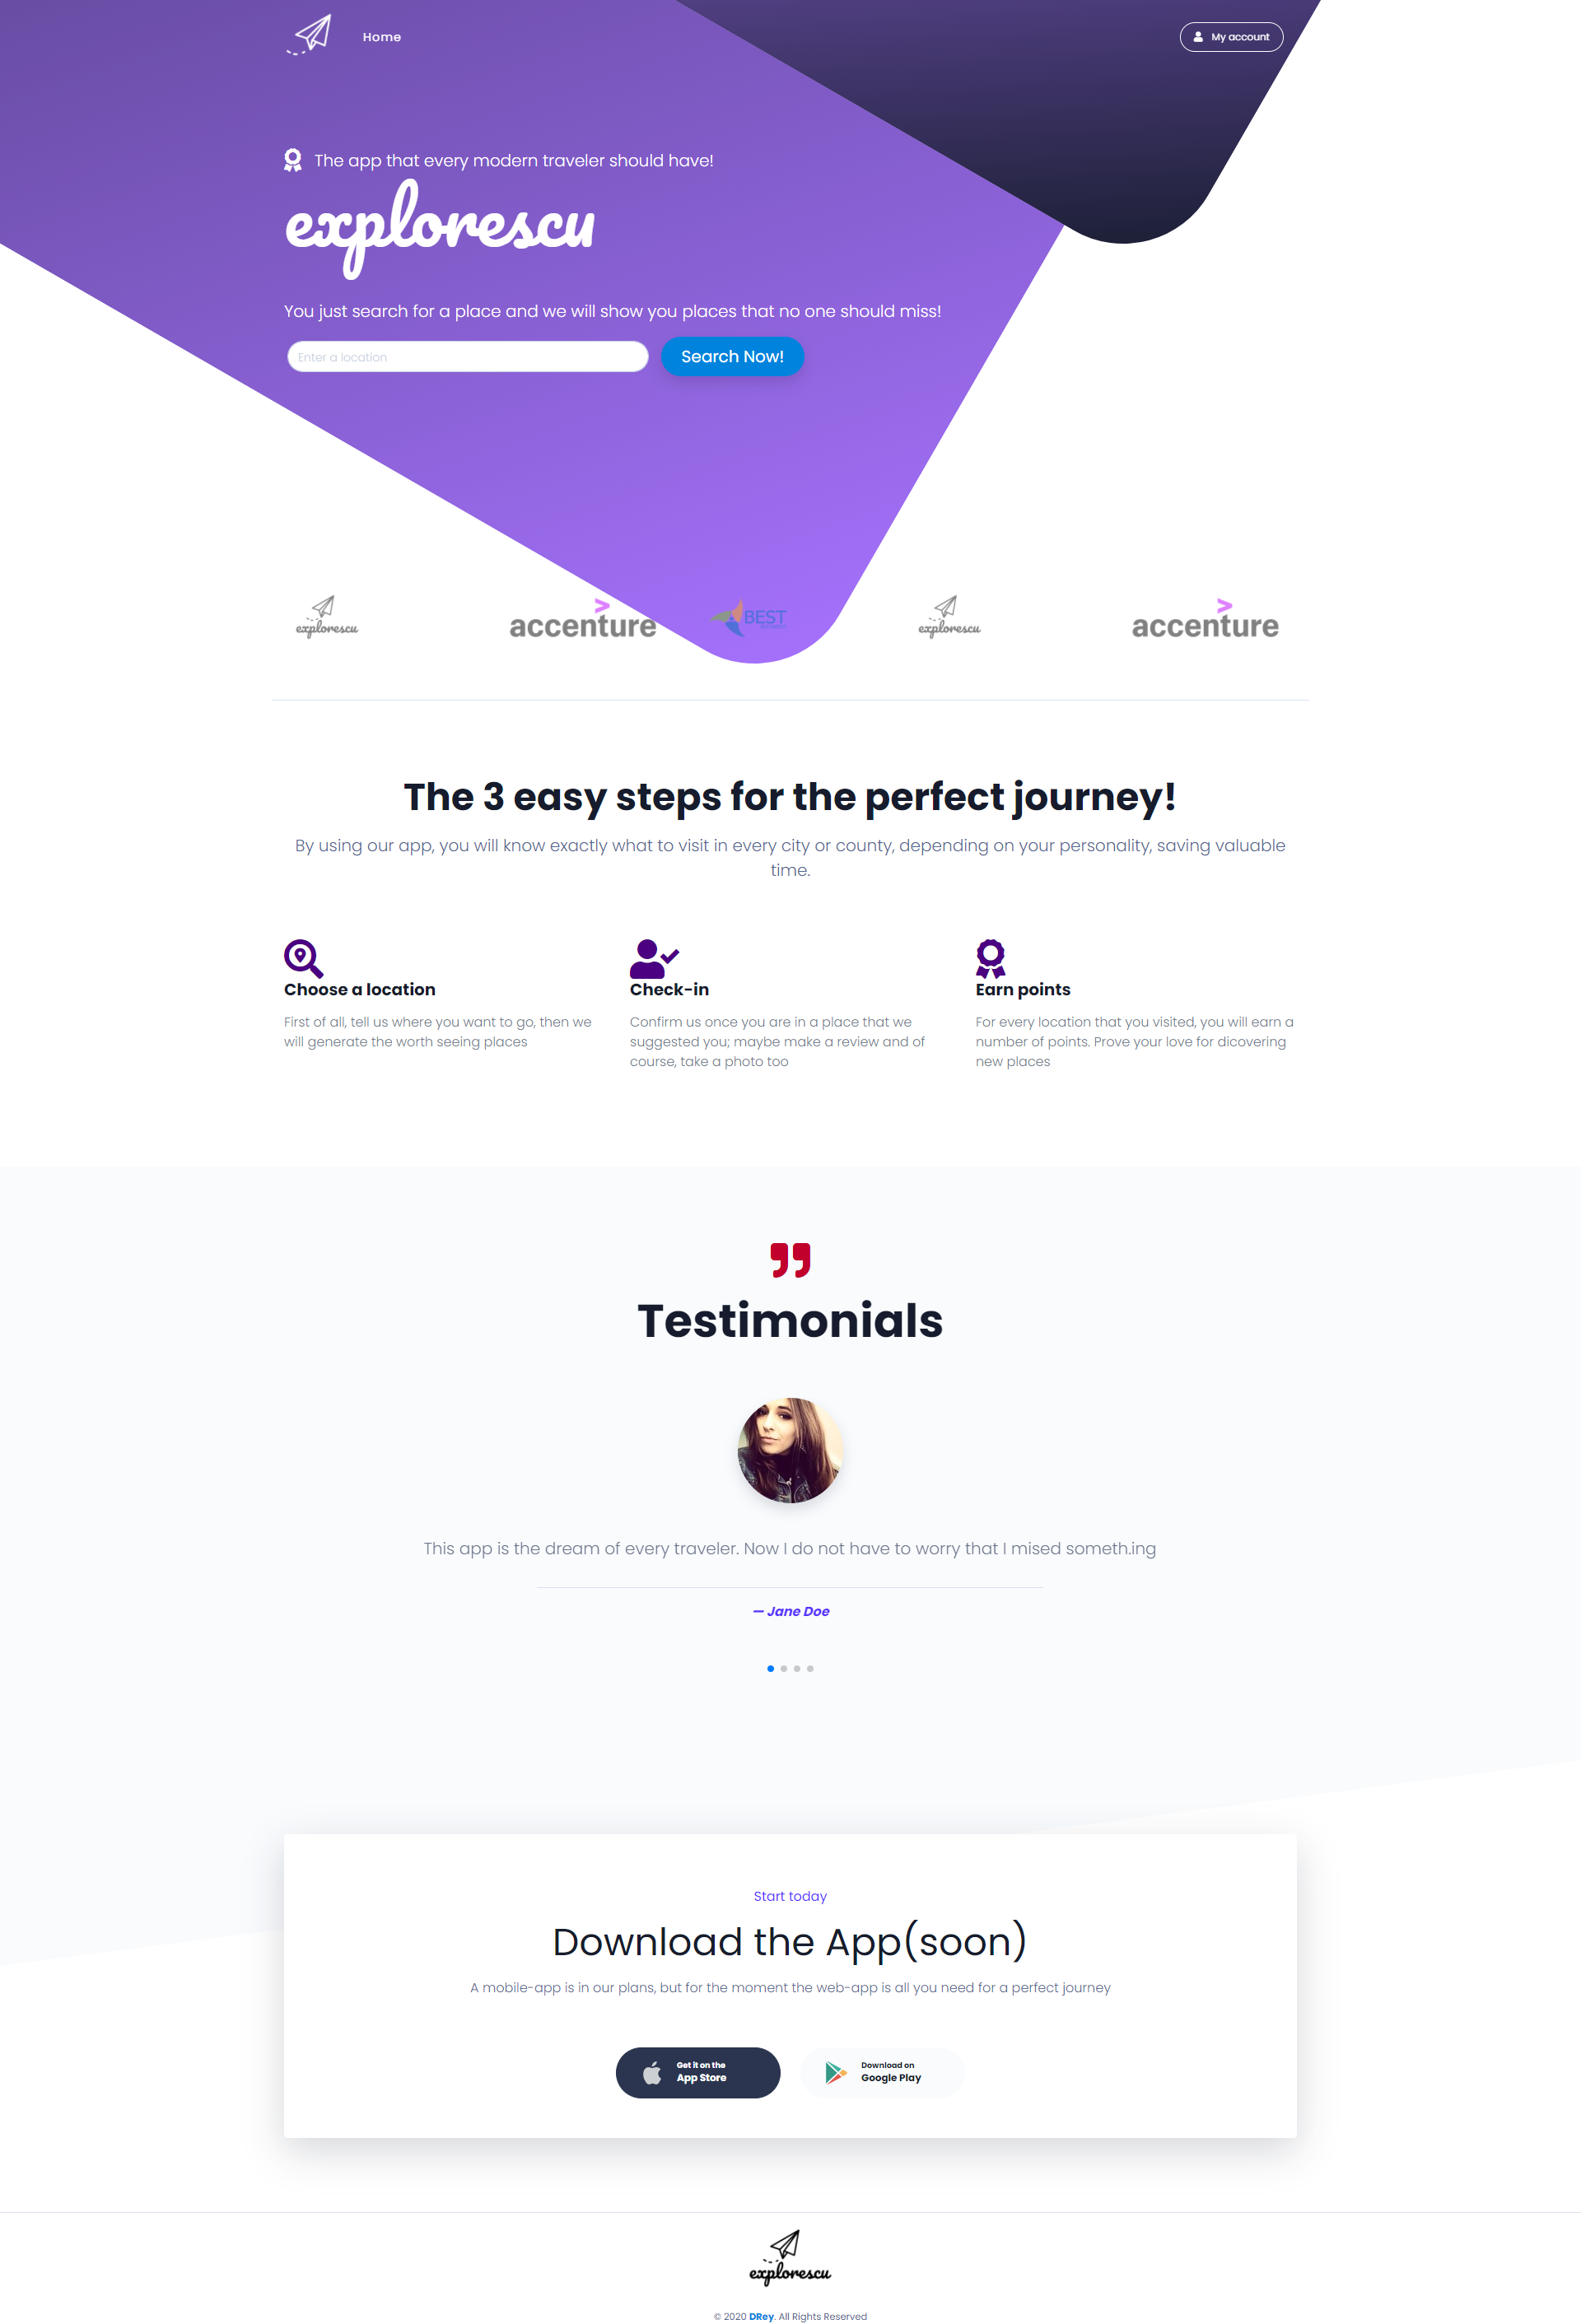 Home
My account
The app that every modern traveler should have!
explorescu
You just search for a place and we will show you places that no one should miss!
Enter a location
Search Now!
explorescu
accenture
BEST
explorescu
accenture
The 3 easy steps for the perfect journey!
By using our app, you will know exactly what to visit in every city or county, depending on your personality, saving valuable
time.
Choose a location
First of all, tell us where you want to go, then we
will generate the worth seeing places
Check-in
Confirm us once you are in a place that we
suggested you; maybe make a review and of
course, take a photo too
Earn points
For every location that you visited, you will earn a
number of points. Prove your love for dicovering
new places
Testimonials
This app is the dream of every traveler. Now I do not have to worry that I mised someth.ing
— Jane Doe
Start today
Download the App(soon)
A mobile-app is in our plans, but for the moment the web-app is all you need for a perfect journey
Get it on the
App Store
Download on
Google Play
explorescu
© 2020 DRey. All Rights Reserved